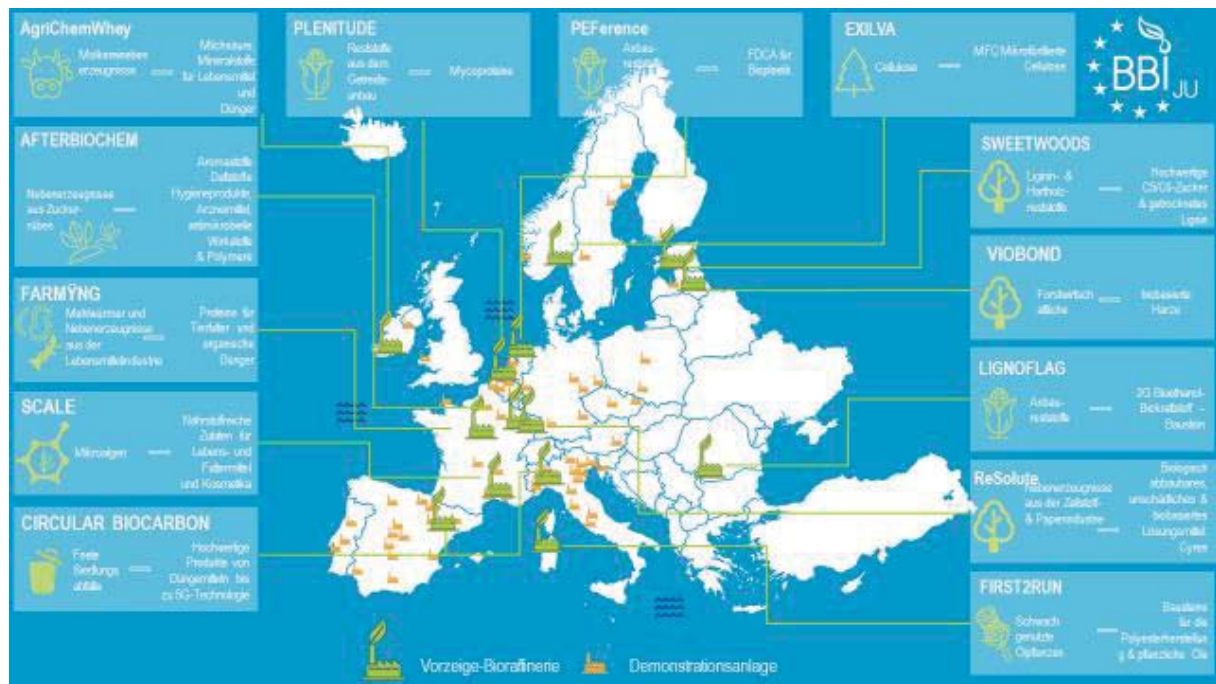 AgriChemWhey
Molkenneben
erzeugnisse
Milchsäure,
Mineralstoffe
für Lebensmittel
und
Dünger
PLENITUDE
Reststoffe
aus dem
Getreide-
anbau
Mycoproteine
PEFerence
Anbau-
reststoffe
FDCA für
Bioplastik
EXILVA
Cellulose
MFC Mikrofibrillierte
Cellulose
BBI JU
AFTERBIOCHEM
Nebenerzeugnisse
aus Zucker-
rüben
Aromastoffe
Duftstoffe
Hygieneprodukte,
Arzneimittel,
antimikrobielle
Wirkstoffe
& Polymere
SWEETWOODS
Lignin- &
Hartholz-
reststoffe
Hochwertige
C5/C6-Zucker
& getrocknetes
Lignin
VIOBOND
Forstwirtsch
aftliche
biobasierte
Harze
FARMŸNG
Mehlwürmer und
Nebenerzeugnisse
aus der
Lebensmittelindustrie
Proteine für
Tierfutter und
organische
Dünger
LIGNOFLAG
Anbau-
reststoffe
2G Bioethanol-
Biokraftstoff –
Baustein
SCALE
Mikroalgen
Nährstoffreiche
Zutaten für
Lebens- und
Futtermittel
und Kosmetika
ReSolute
Nebenerzeugnisse
aus der Zellstoff-
& Papierindustrie
Biologisch
abbaubares,
unschädliches &
biobasiertes
Lösungsmittel:
Cyrene
CIRCULAR BIOCARBON
Feste
Siedlungs
abfälle
Hochwertige
Produkte von
Düngemitteln bis
zu 5G-Technologie
FIRST2RUN
Schwach
genutzte
Ölpflanzen
Bausteine
für die
Polyesterherstellun
g & pflanzliche Öle
Vorzeige-Bioraffinerie
Demonstrationsanlage